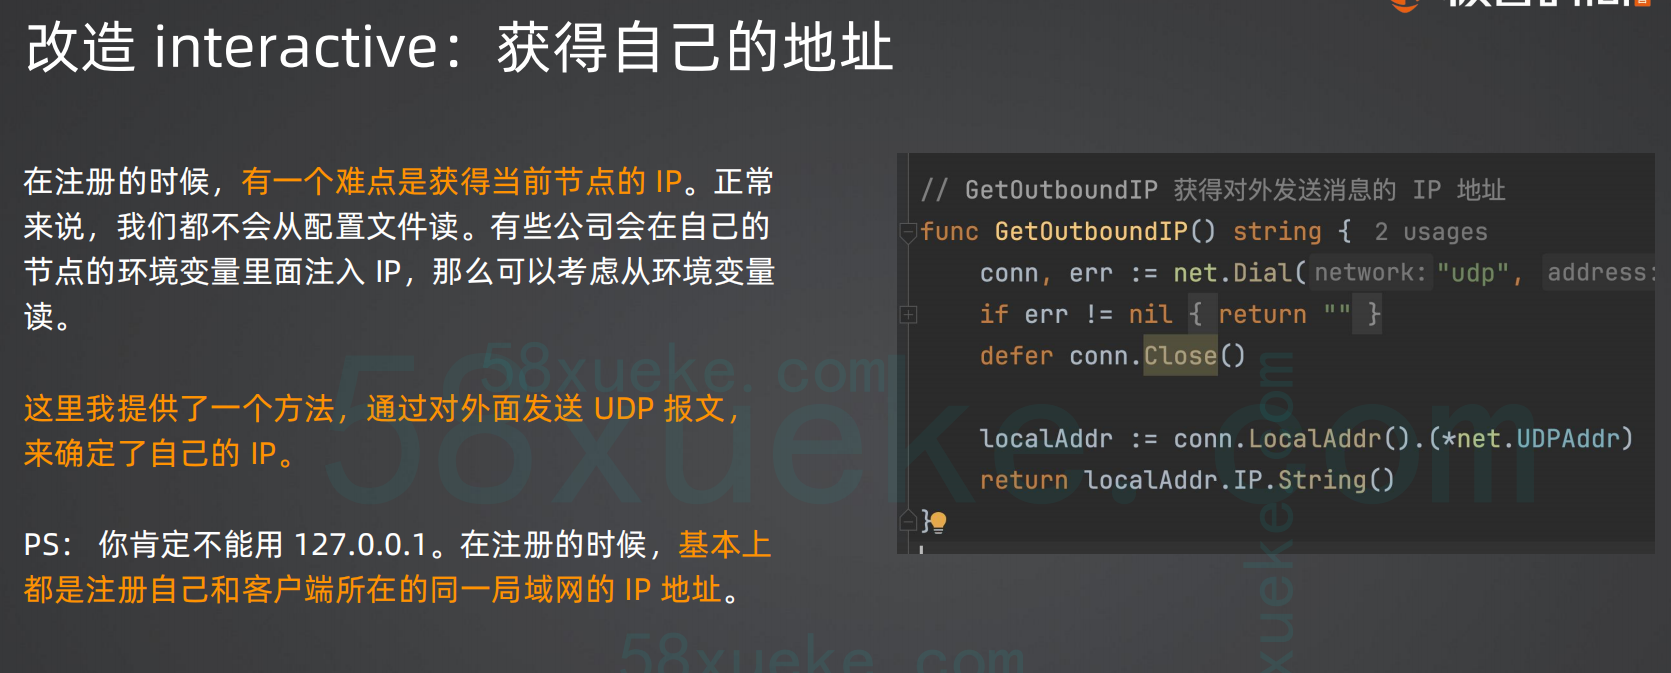 改造 interactive：获得自己的地址
在注册的时候，有一个难点是获得当前节点的 IP。正常
来说，我们都不会从配置文件读。有些公司会在自己的
节点的环境变量里面注入 IP，那么可以考虑从环境变量
读。
这里我提供了一个方法，通过对外面发送 UDP 报文，
来确定了自己的 IP。
PS： 你肯定不能用 127.0.0.1。在注册的时候，基本上
都是注册自己和客户端所在的同一局域网的 IP 地址。
// GetOutboundIP 获得对外发送消息的 IP 地址
func GetOutboundIP() string { 2 usages
conn, err := net.Dial( network: "udp", address:
if err != nil { return "" }
defer conn.Close()
localAddr := conn.LocalAddr().(*net.UDPAddr)
return localAddr.IP.String()
}
58xueke.com
58xueke.com
58xueke.com
xueke.com